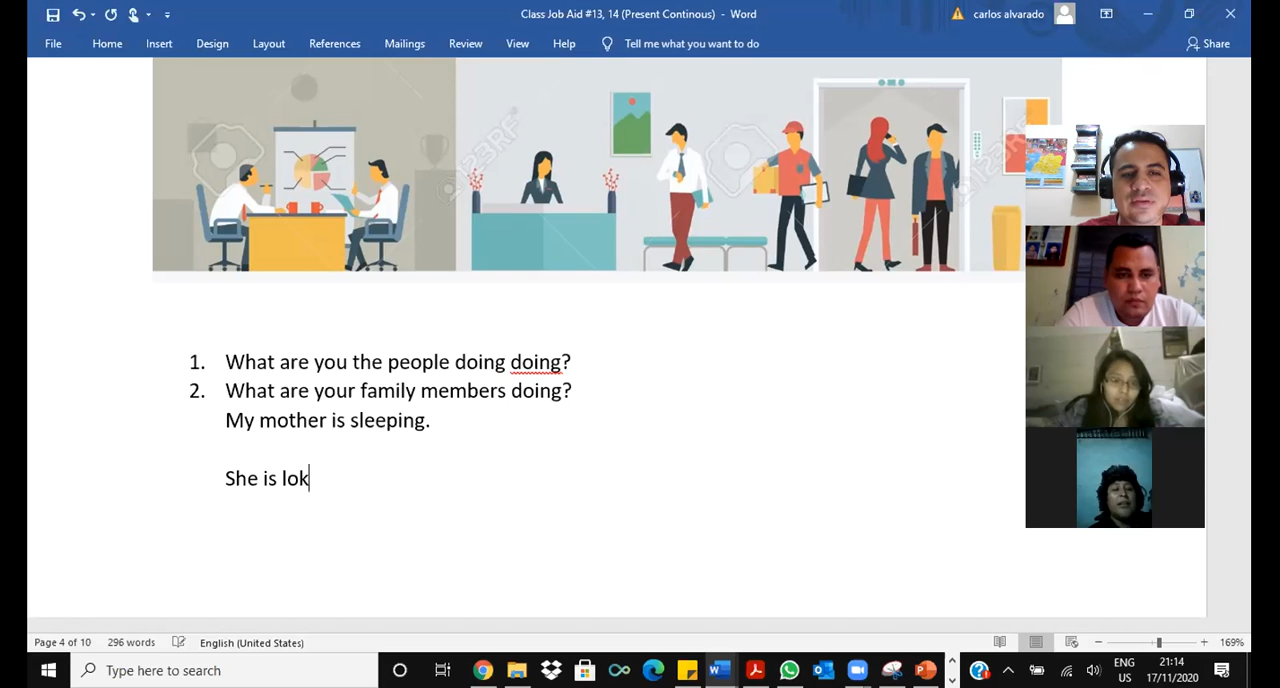 Class Job Aid #13, 14 (Present Continous) - Word
carlos alvarado
File Home Insert Design Layout References Mailings Review View Help Tell me what you want to do
Share
123RF
123RF
1. What are you the people doing doing?
2. What are your family members doing?
My mother is sleeping.
She is lok
Page 4 of 10 296 words English (United States)
169%
Type here to search
ENG
US
21:14
17/11/2020